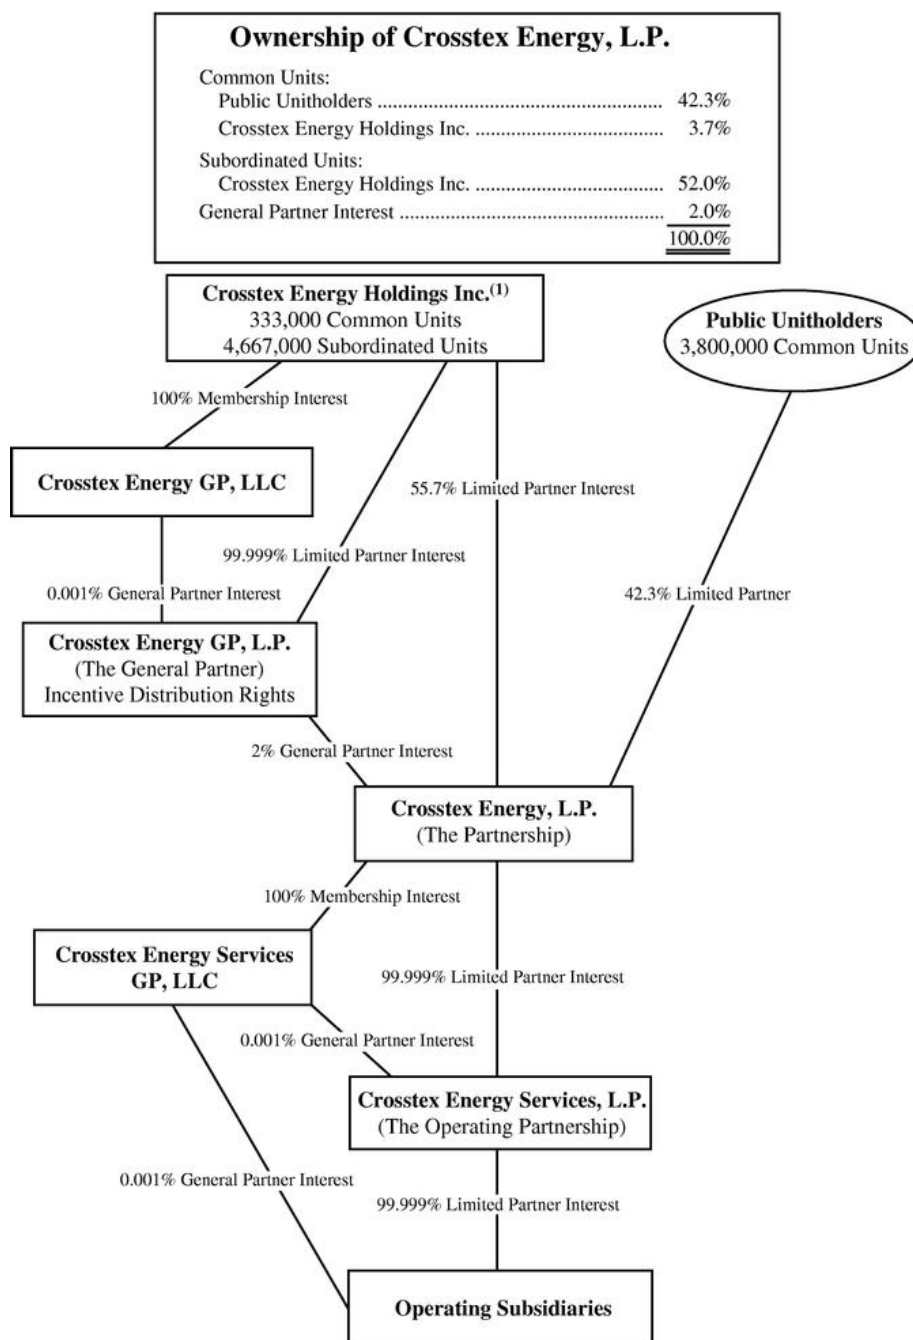 Ownership of Crosstex Energy, L.P.
Common Units:
Public Unitholders ...................................................... 42.3%
Crosstex Energy Holdings Inc. .................................... 3.7%
Subordinated Units:
Crosstex Energy Holdings Inc. .................................... 52.0%
General Partner Interest .................................................. 2.0%
100.0%
Crosstex Energy Holdings Inc.(1)
333,000 Common Units
4,667,000 Subordinated Units
Public Unitholders
3,800,000 Common Units
100% Membership Interest
Crosstex Energy GP, LLC
55.7% Limited Partner Interest
99.999% Limited Partner Interest
0.001% General Partner Interest
42.3% Limited Partner
Crosstex Energy GP, L.P.
(The General Partner)
Incentive Distribution Rights
2% General Partner Interest
Crosstex Energy, L.P.
(The Partnership)
100% Membership Interest
Crosstex Energy Services
GP, LLC
99.999% Limited Partner Interest
0.001% General Partner Interest
Crosstex Energy Services, L.P.
(The Operating Partnership)
0.001% General Partner Interest
99.999% Limited Partner Interest
Operating Subsidiaries